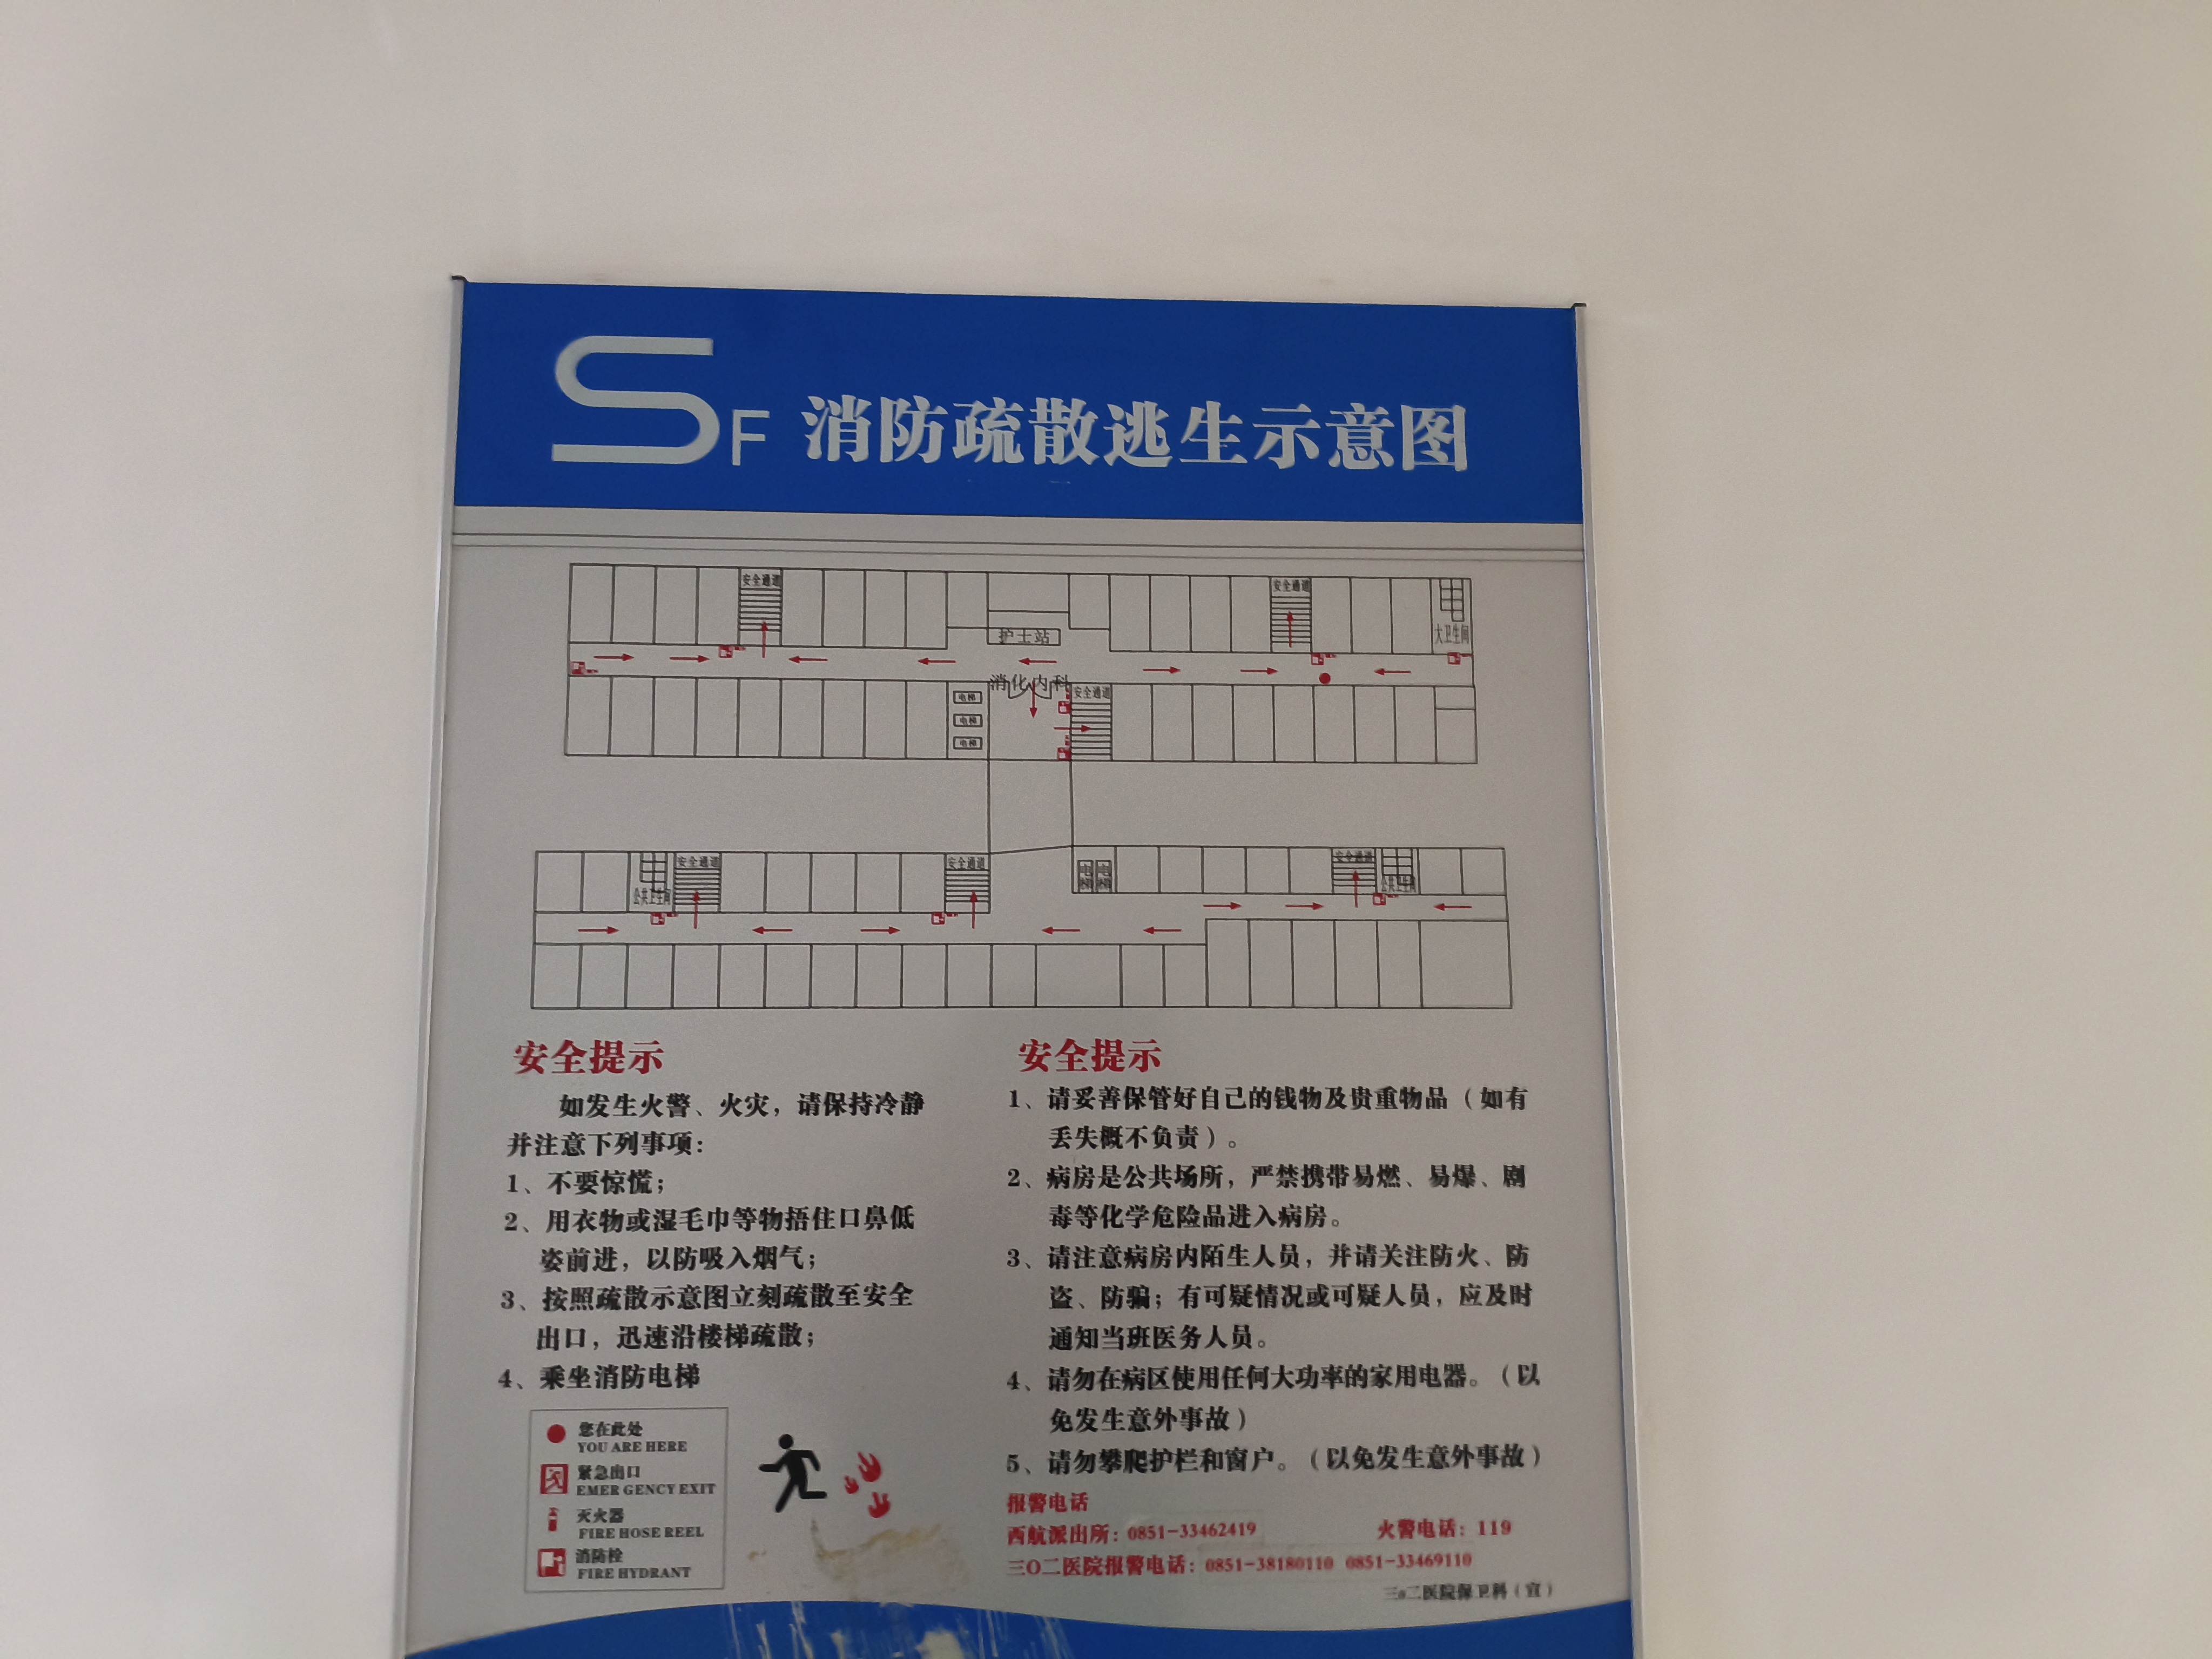 5F 消防疏散逃生示意图
安全通道
安全通道
大卫生间
护士站
消化内科
安全通道
电梯
电梯
电梯
安全通道
安全通道
安全通道
公共卫生间
电梯
电梯
公共卫生间
安全提示
如发生火警、火灾，请保持冷静
并注意下列事项：
1、不要惊慌；
2、用衣物或湿毛巾等物捂住口鼻低
姿前进，以防吸入烟气；
3、按照疏散示意图立刻疏散至安全
出口，迅速沿楼梯疏散；
4、乘坐消防电梯
您在此处
YOU ARE HERE
紧急出口
EMER GENCY EXIT
灭火器
FIRE HOSE REEL
消防栓
FIRE HYDRANT
安全提示
1、请妥善保管好自己的钱物及贵重物品（如有
丢失概不负责）。
2、病房是公共场所，严禁携带易燃、易爆、剧
毒等化学危险品进入病房。
3、请注意病房内陌生人员，并请关注防火、防
盗、防骗；有可疑情况或可疑人员，应及时
通知当班医务人员。
4、请勿在病区使用任何大功率的家用电器。（以
免发生意外事故）
5、请勿攀爬护栏和窗户。（以免发生意外事故）
报警电话
西航派出所：0851-33462419 火警电话：119
三O二医院报警电话：0851-38180110 0851-33469110
三o二医院保卫科（宣）